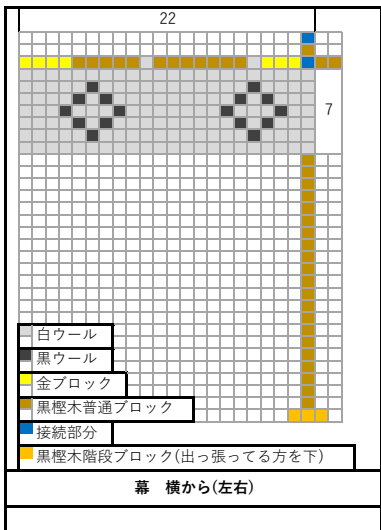 22
7
白ウール
黒ウール
金ブロック
黒樫木普通ブロック
接続部分
黒樫木階段ブロック(出っ張ってる方を下)
幕 横から(左右)